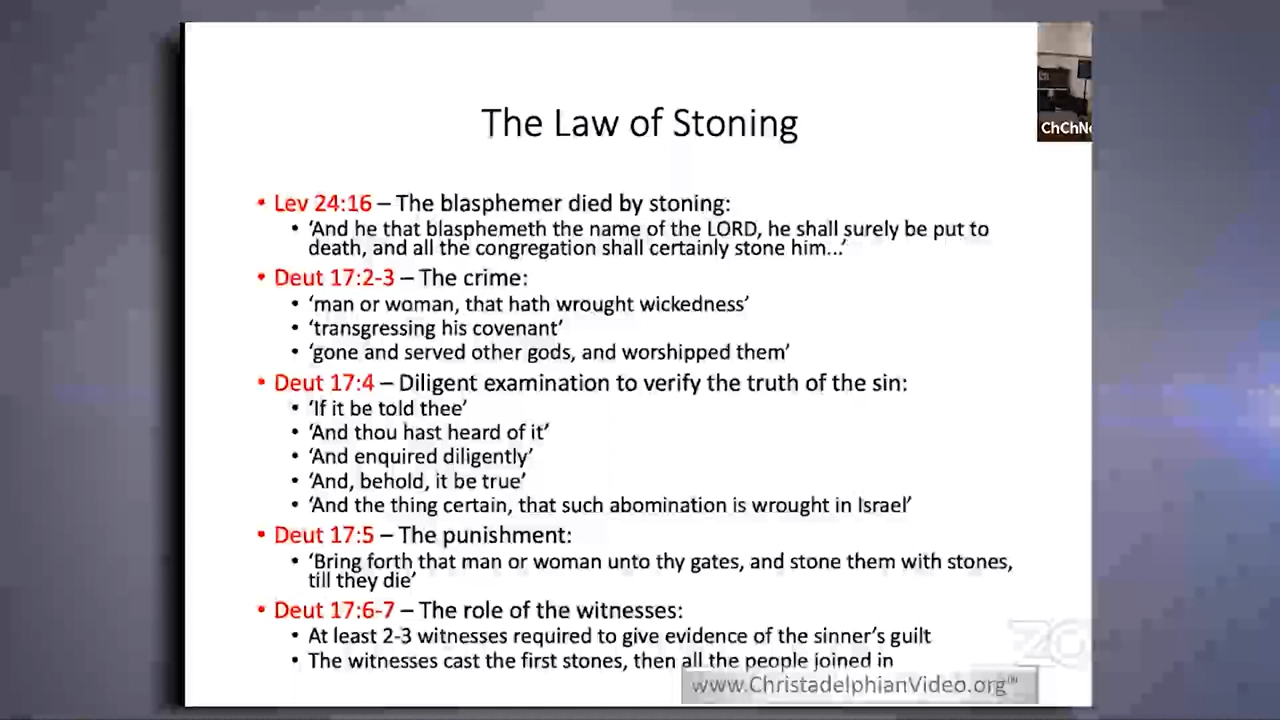 The Law of Stoning
ChChN
• Lev 24:16 – The blasphemer died by stoning:
• ‘And he that blasphemeth the name of the LORD, he shall surely be put to
death, and all the congregation shall certainly stone him...’
• Deut 17:2-3 – The crime:
• ‘man or woman, that hath wrought wickedness’
• ‘transgressing his covenant’
• ‘gone and served other gods, and worshipped them’
• Deut 17:4 – Diligent examination to verify the truth of the sin:
• ‘If it be told thee’
• ‘And thou hast heard of it’
• ‘And enquired diligently’
• ‘And, behold, it be true’
• ‘And the thing certain, that such abomination is wrought in Israel’
• Deut 17:5 – The punishment:
• ‘Bring forth that man or woman unto thy gates, and stone them with stones,
till they die’
• Deut 17:6-7 – The role of the witnesses:
• At least 2-3 witnesses required to give evidence of the sinner’s guilt
• The witnesses cast the first stones, then all the people joined in
www.ChristadelphianVideo.org™